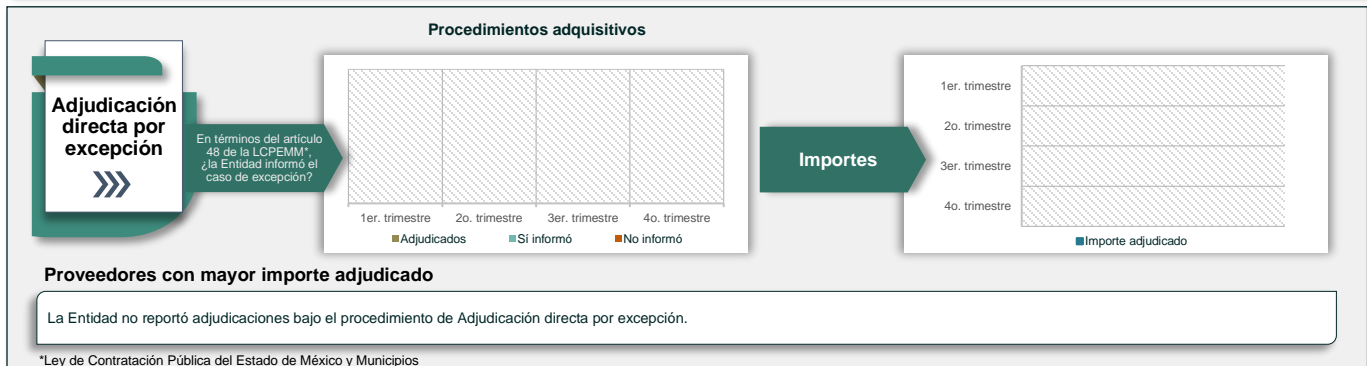 Procedimientos adquisitivos
Adjudicación
directa por
excepción
En términos del artículo
48 de la LCPEMM*,
¿la Entidad informó el
caso de excepción?
1er. trimestre
2o. trimestre
3er. trimestre
4o. trimestre
Adjudicados
Sí informó
No informó
Importes
1er. trimestre
2o. trimestre
3er. trimestre
4o. trimestre
Importe adjudicado
Proveedores con mayor importe adjudicado
La Entidad no reportó adjudicaciones bajo el procedimiento de Adjudicación directa por excepción.
*Ley de Contratación Pública del Estado de México y Municipios